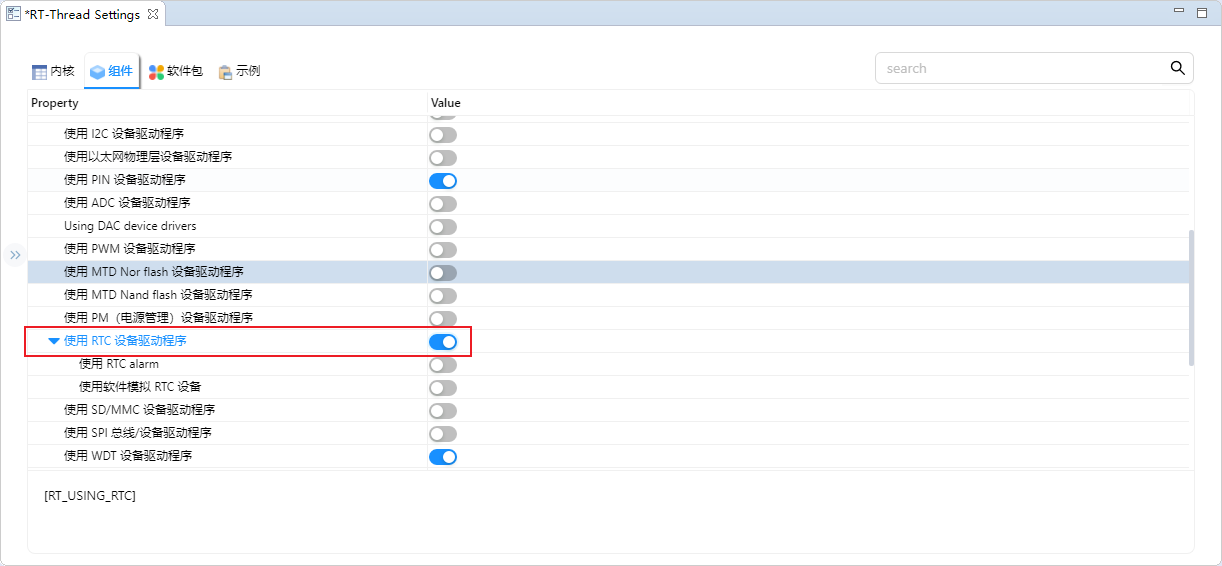 *RT-Thread Settings
内核 组件 软件包 示例 search
Property Value
使用 I2C 设备驱动程序
使用以太网物理层设备驱动程序
使用 PIN 设备驱动程序
使用 ADC 设备驱动程序
Using DAC device drivers
使用 PWM 设备驱动程序
使用 MTD Nor flash 设备驱动程序
使用 MTD Nand flash 设备驱动程序
使用 PM（电源管理）设备驱动程序
使用 RTC 设备驱动程序
使用 RTC alarm
使用软件模拟 RTC 设备
使用 SD/MMC 设备驱动程序
使用 SPI 总线/设备驱动程序
使用 WDT 设备驱动程序
[RT_USING_RTC]